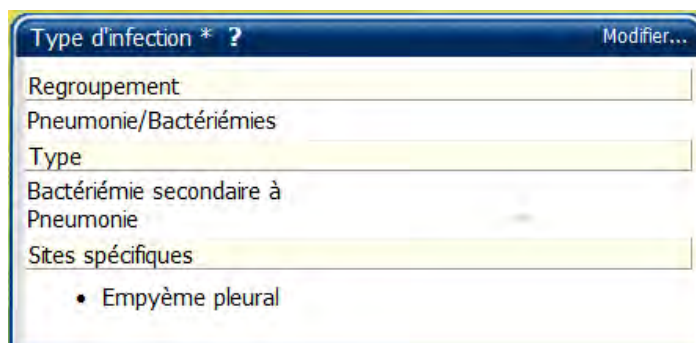 Type d'infection * ? Modifier...
Regroupement
Pneumonie/Bactériémies
Type
Bactériémie secondaire à
Pneumonie
Sites spécifiques
• Empyème pleural